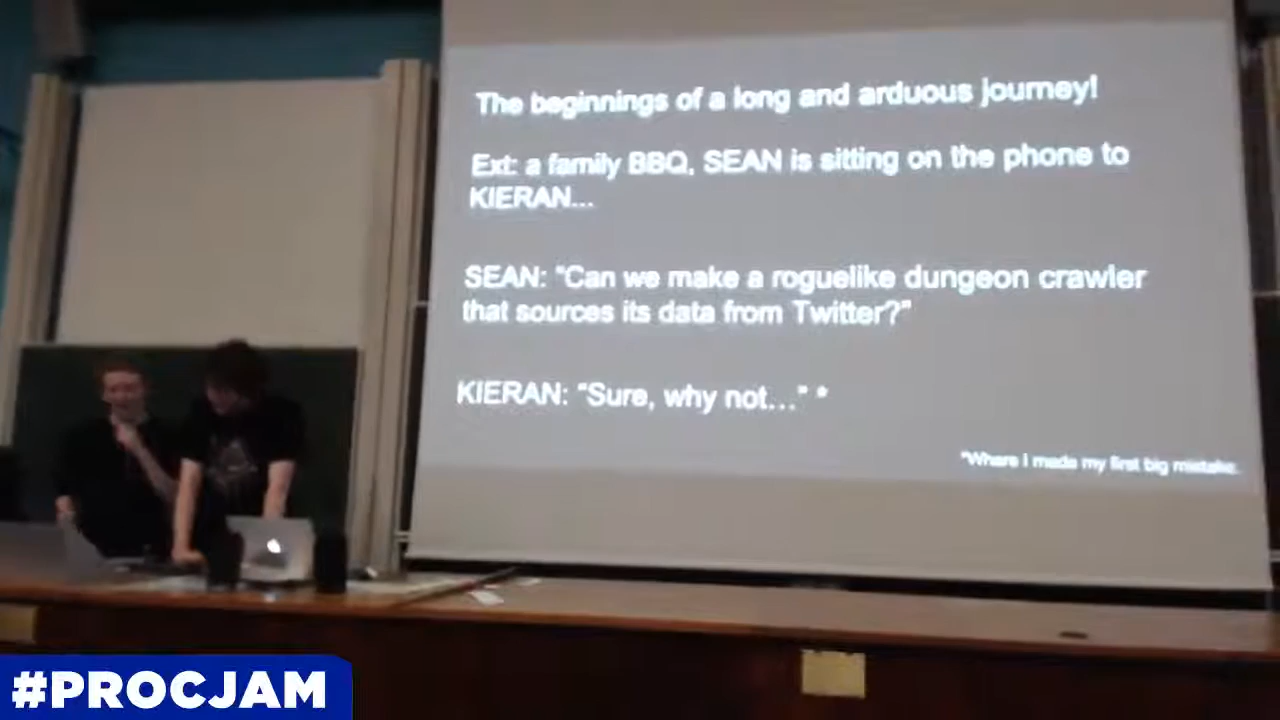 The beginnings of a long and arduous journey!
Ext: a family BBQ, SEAN is sitting on the phone to
KIERAN...
SEAN: "Can we make a roguelike dungeon crawler
that sources its data from Twitter?"
KIERAN: "Sure, why not..." *
*Where I made my first big mistake.
#PROCJAM